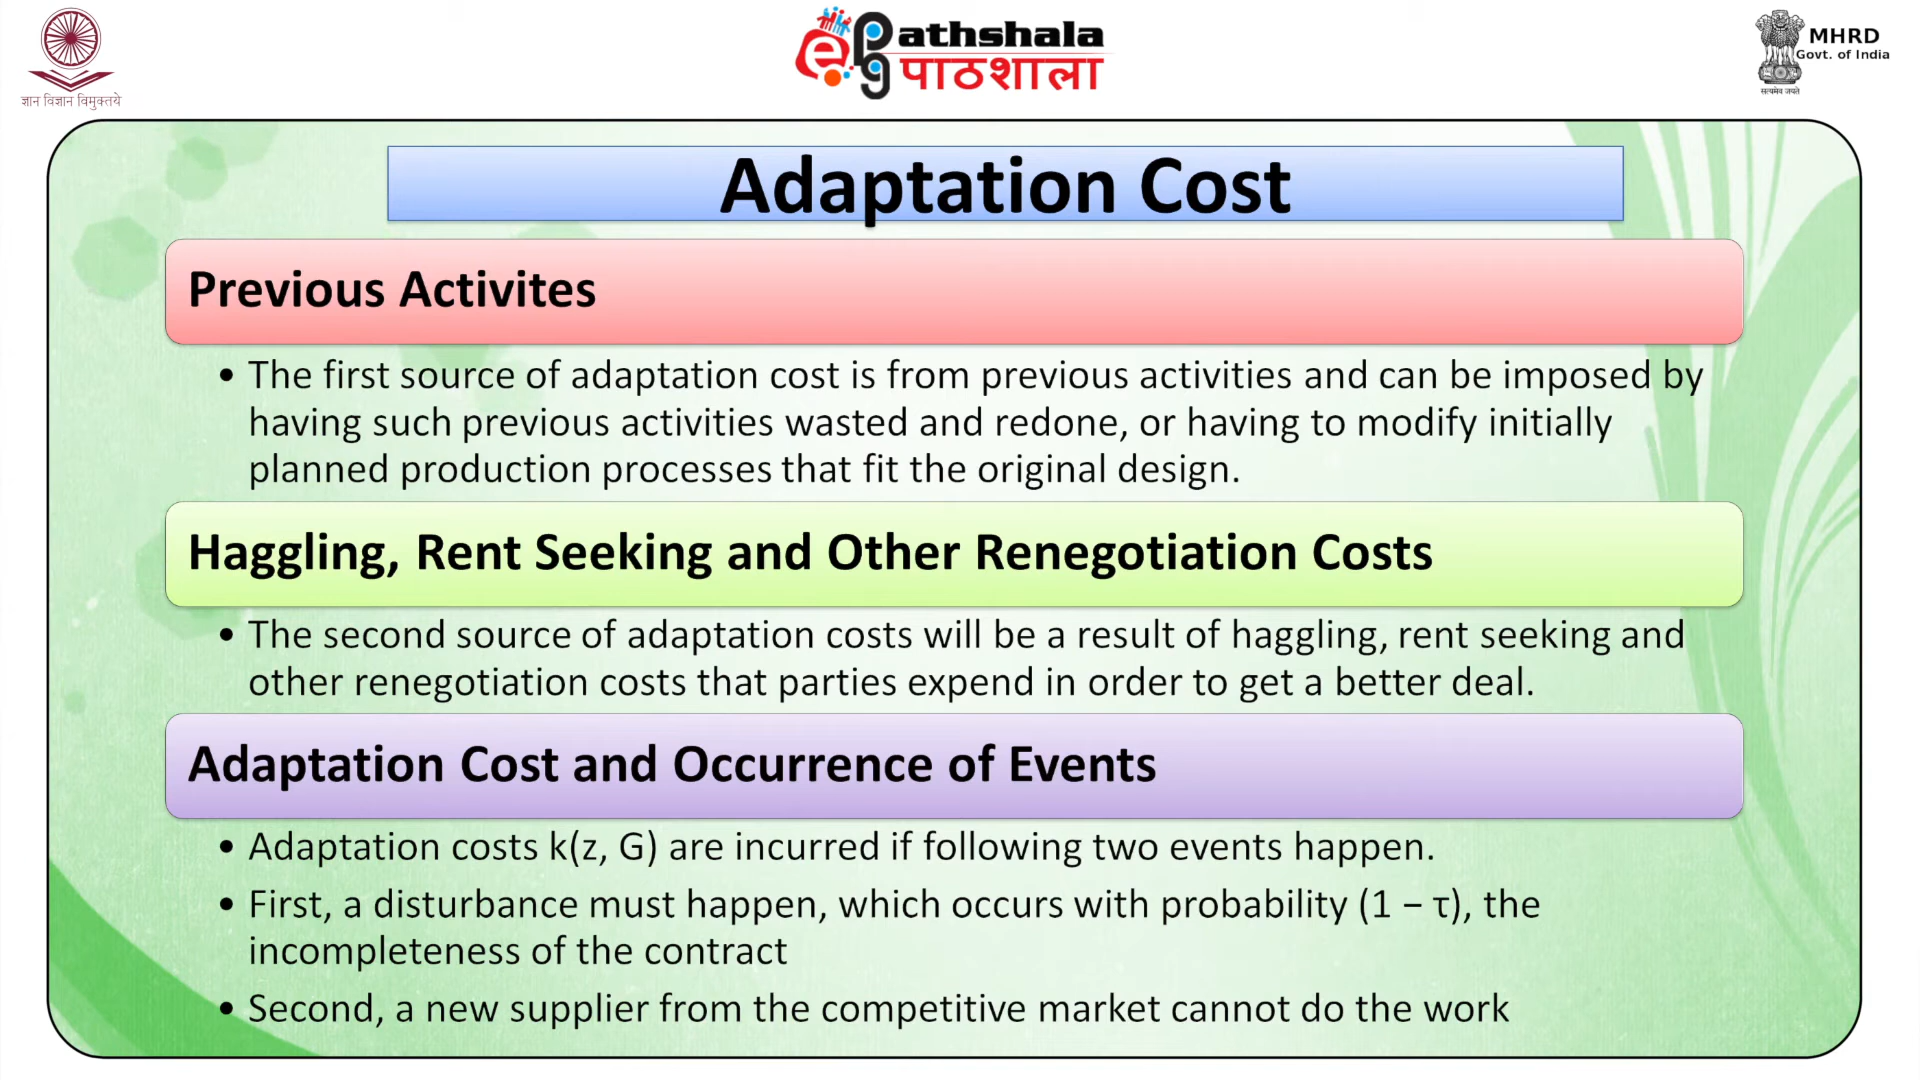 ज्ञान विज्ञान विमुक्तये
ePG Pathshala
पाठशाला
MHRD
Govt. of India
सत्यमेव जयते
Adaptation Cost
Previous Activites
• The first source of adaptation cost is from previous activities and can be imposed by
having such previous activities wasted and redone, or having to modify initially
planned production processes that fit the original design.
Haggling, Rent Seeking and Other Renegotiation Costs
• The second source of adaptation costs will be a result of haggling, rent seeking and
other renegotiation costs that parties expend in order to get a better deal.
Adaptation Cost and Occurrence of Events
• Adaptation costs k(z, G) are incurred if following two events happen.
• First, a disturbance must happen, which occurs with probability (1 − τ), the
incompleteness of the contract
• Second, a new supplier from the competitive market cannot do the work